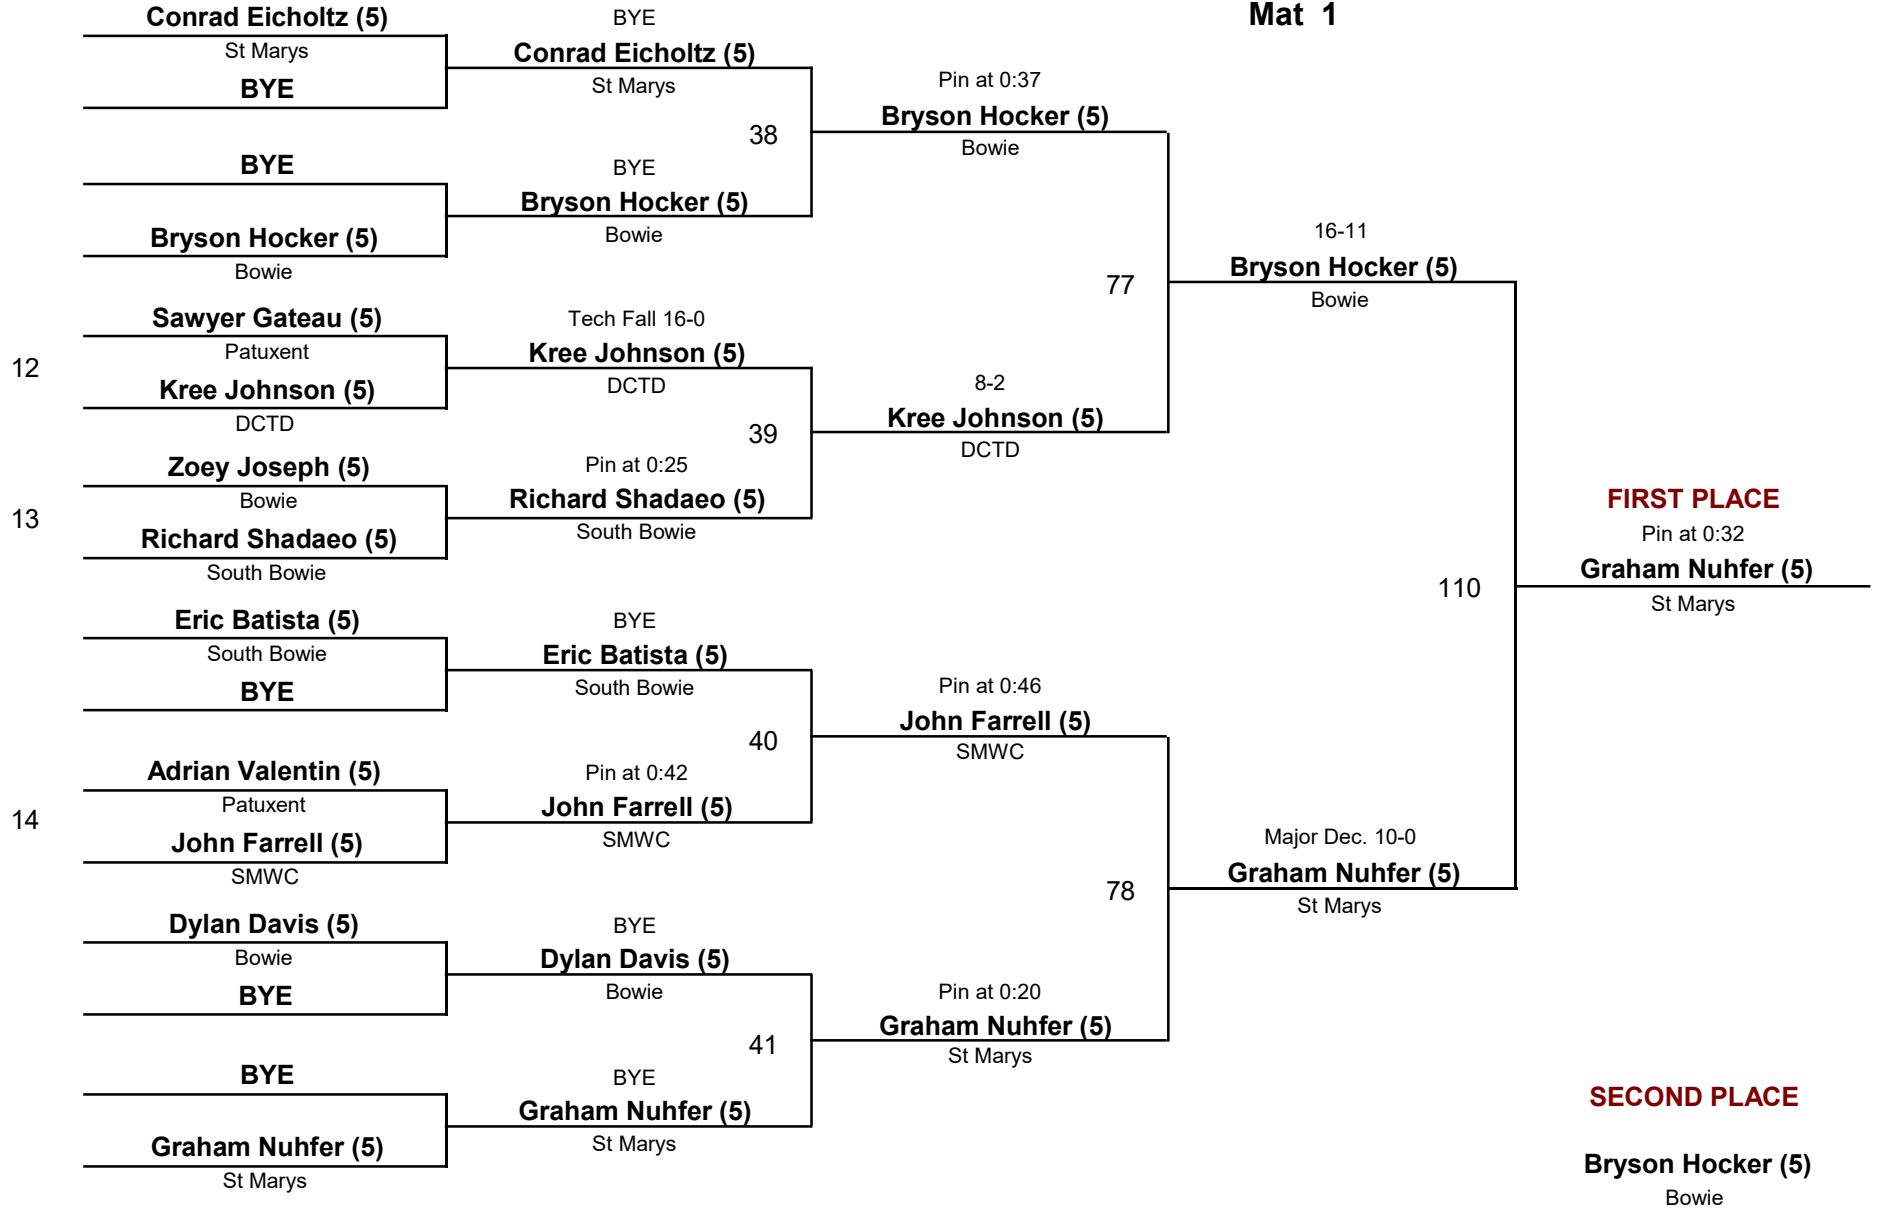 Mat 1
Conrad Eicholtz (5)
St Marys
BYE
BYE
Bryson Hocker (5)
Bowie
12
Sawyer Gateau (5)
Patuxent
Kree Johnson (5)
DCTD
13
Zoey Joseph (5)
Bowie
Richard Shadaeo (5)
South Bowie
Eric Batista (5)
South Bowie
BYE
14
Adrian Valentin (5)
Patuxent
John Farrell (5)
SMWC
Dylan Davis (5)
Bowie
BYE
BYE
Graham Nuhfer (5)
St Marys
BYE
Conrad Eicholtz (5)
St Marys
38
BYE
Bryson Hocker (5)
Bowie
Tech Fall 16-0
Kree Johnson (5)
DCTD
39
Pin at 0:25
Richard Shadaeo (5)
South Bowie
BYE
Eric Batista (5)
South Bowie
40
Pin at 0:42
John Farrell (5)
SMWC
BYE
Dylan Davis (5)
Bowie
41
BYE
Graham Nuhfer (5)
St Marys
Pin at 0:37
Bryson Hocker (5)
Bowie
77
8-2
Kree Johnson (5)
DCTD
Pin at 0:46
John Farrell (5)
SMWC
78
Pin at 0:20
Graham Nuhfer (5)
St Marys
16-11
Bryson Hocker (5)
Bowie
110
Major Dec. 10-0
Graham Nuhfer (5)
St Marys
FIRST PLACE
Pin at 0:32
Graham Nuhfer (5)
St Marys
SECOND PLACE
Bryson Hocker (5)
Bowie